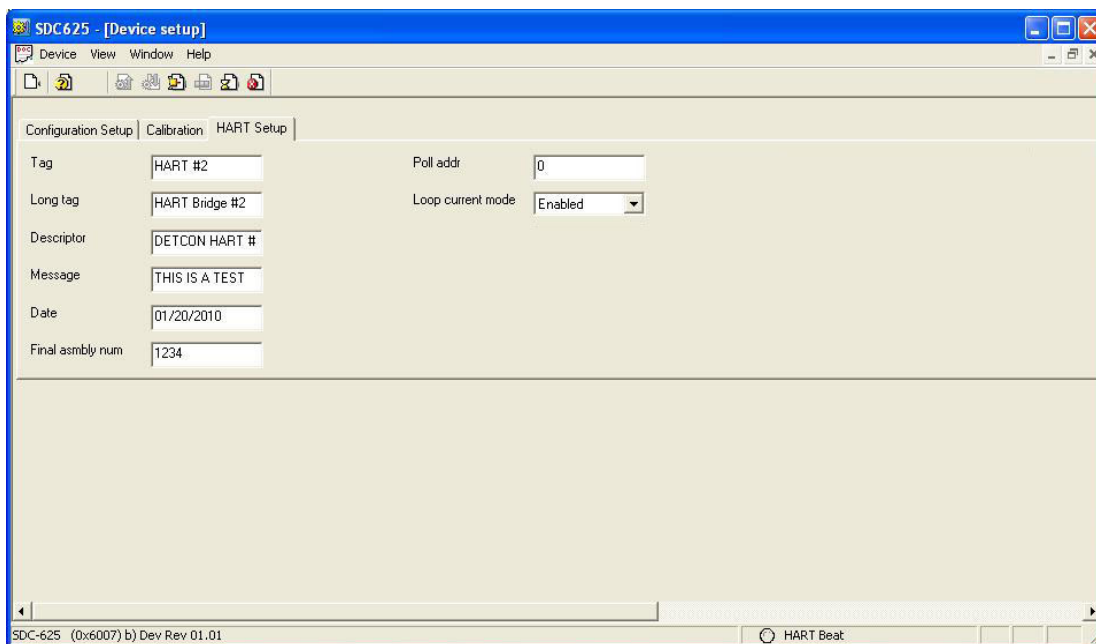 SDC625 - [Device setup]
Device View Window Help
Configuration Setup Calibration HART Setup
Tag HART #2 Poll addr 0
Long tag HART Bridge #2 Loop current mode Enabled
Descriptor DETCON HART #
Message THIS IS A TEST
Date 01/20/2010
Final asmbly num 1234
SDC-625 (0x6007) b) Dev Rev 01.01 HART Beat